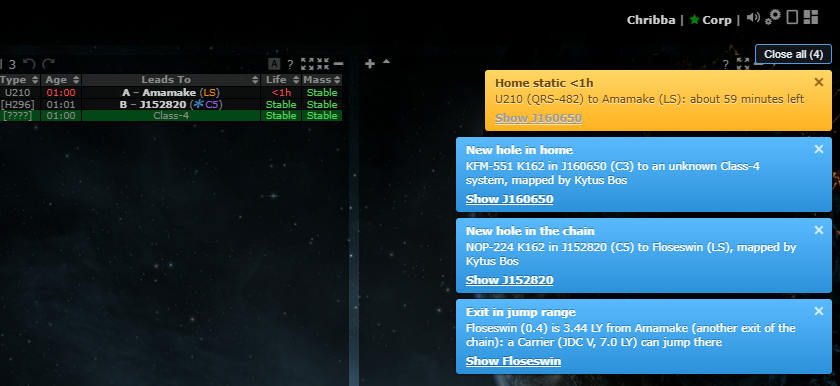 Chribba | Corp |
Close all (4)
3
A ?
?
Type Age Leads To Life Mass
U210 01:00 A – Amamake (LS) <1h Stable
[H296] 01:01 B – J152820 (C5) Stable Stable
[????] 01:00 Class-4 Stable Stable
Home static <1h
U210 (QRS-482) to Amamake (LS): about 59 minutes left
Show J160650
New hole in home
KFM-551 K162 in J160650 (C3) to an unknown Class-4
system, mapped by Kytus Bos
Show J160650
New hole in the chain
NOP-224 K162 in J152820 (C5) to Floseswin (LS), mapped by
Kytus Bos
Show J152820
Exit in jump range
Floseswin (0.4) is 3.44 LY from Amamake (another exit of the
chain): a Carrier (JDC V, 7.0 LY) can jump there
Show Floseswin